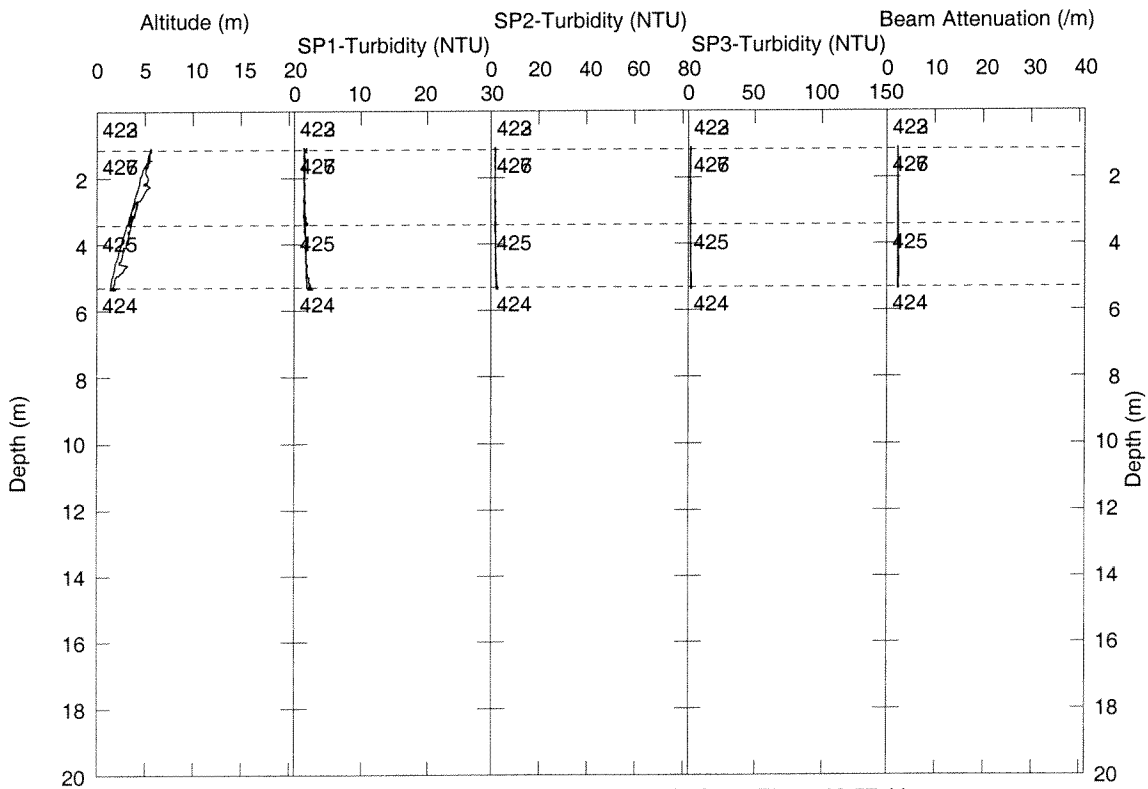 SP2-Turbidity (NTU)
Altitude (m)
Beam Attenuation (/m)
SP1-Turbidity (NTU)
SP3-Turbidity (NTU)
0 5 10 15 20
0 20 40 60 80
0 10 20 30 40
0 10 20 30
0 50 100 150
425 425 425 425 425
424 424 424 424 424
2 4 6 8 10 12 14 16 18 20
Depth (m)
2 4 6 8 10 12 14 16 18 20
Depth (m)